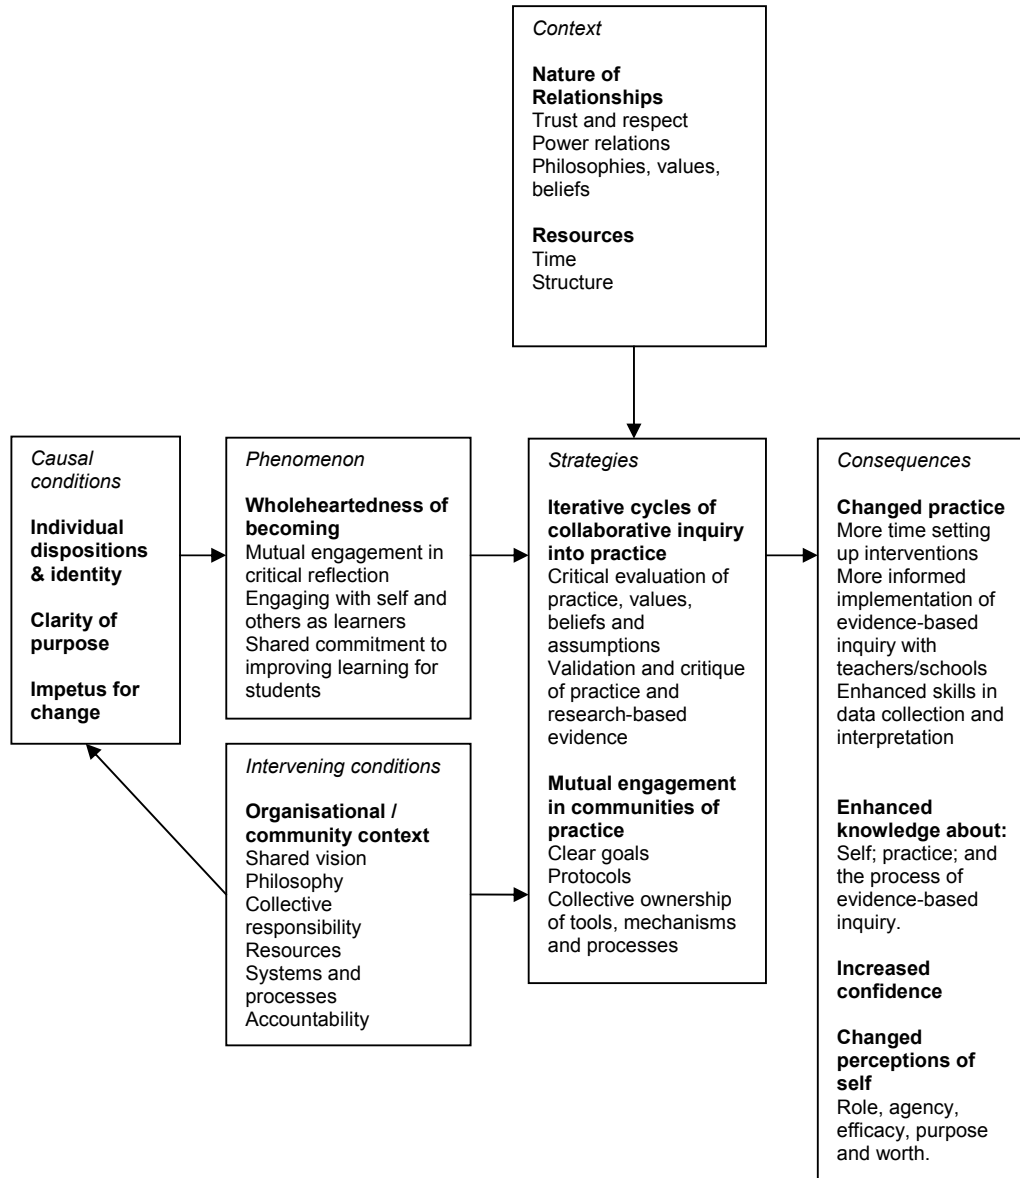 Context
Nature of
Relationships
Trust and respect
Power relations
Philosophies, values,
beliefs
Resources
Time
Structure
Causal
conditions
Individual
dispositions
& identity
Clarity of
purpose
Impetus for
change
Phenomenon
Wholeheartedness of
becoming
Mutual engagement in
critical reflection
Engaging with self and
others as learners
Shared commitment to
improving learning for
students
Intervening conditions
Organisational /
community context
Shared vision
Philosophy
Collective
responsibility
Resources
Systems and
processes
Accountability
Strategies
Iterative cycles of
collaborative inquiry
into practice
Critical evaluation of
practice, values,
beliefs and
assumptions
Validation and critique
of practice and
research-based
evidence
Mutual engagement
in communities of
practice
Clear goals
Protocols
Collective ownership
of tools, mechanisms
and processes
Consequences
Changed practice
More time setting
up interventions
More informed
implementation of
evidence-based
inquiry with
teachers/schools
Enhanced skills in
data collection and
interpretation
Enhanced
knowledge about:
Self; practice; and
the process of
evidence-based
inquiry.
Increased
confidence
Changed
perceptions of
self
Role, agency,
efficacy, purpose
and worth.